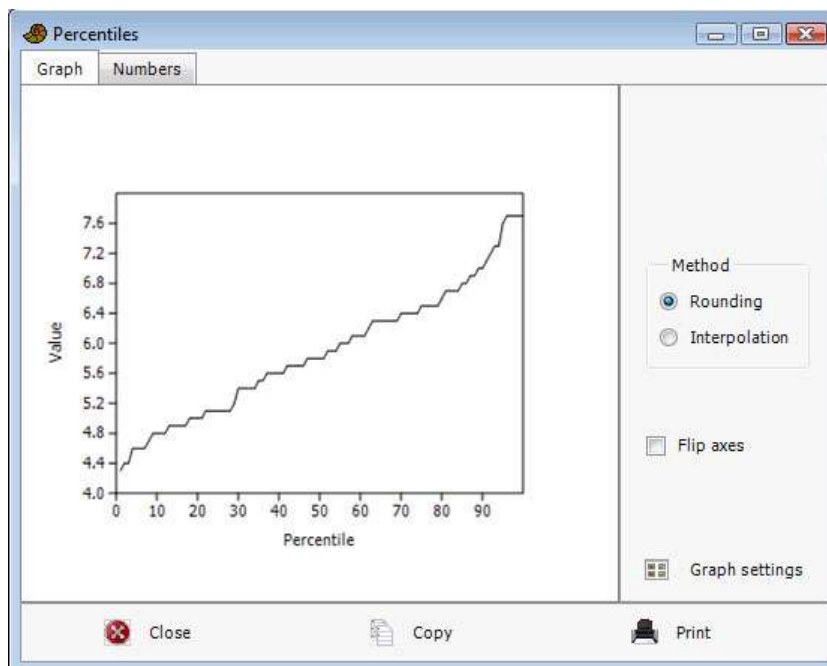 Percentiles
Graph Numbers
7.6
7.2
6.8
6.4
6.0
5.6
5.2
4.8
4.4
4.0
Value
0 10 20 30 40 50 60 70 80 90
Percentile
Method
Rounding
Interpolation
Flip axes
Graph settings
Close Copy Print